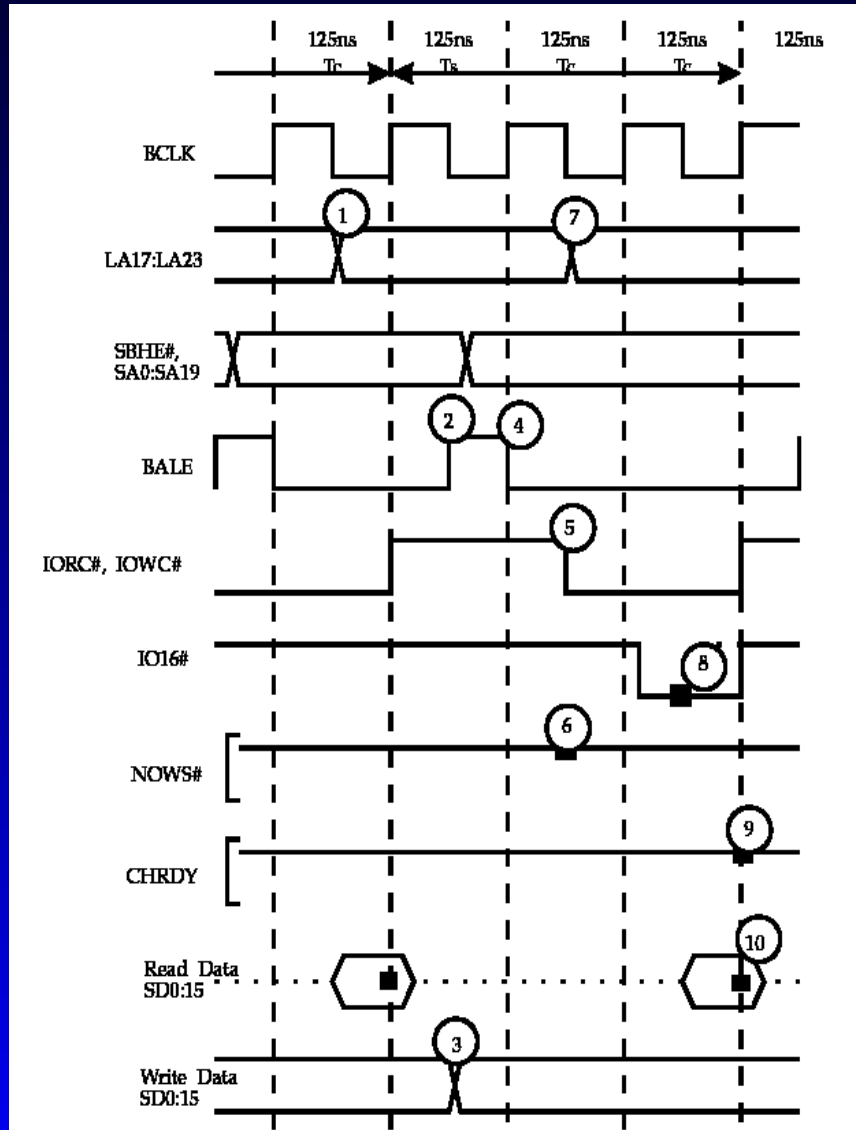 125ns 125ns 125ns 125ns 125ns
Tc Ts Tc Tc
BCLK
1 7
LA17:LA23
SBHE#,
SA0:SA19
2 4
BALE
5
IORC#, IOWC#
IO16#
8
6
NOWS#
9
CHRDY
10
Read Data
SD0:15
3
Write Data
SD0:15